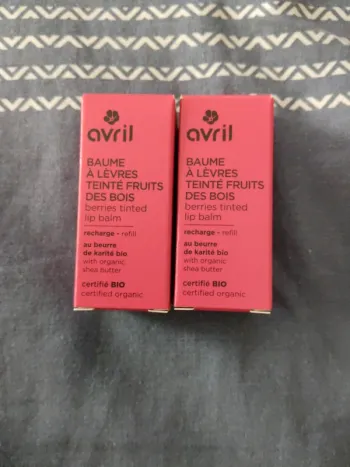 avril
BAUME
À LÈVRES
TEINTÉ FRUITS
DES BOIS
berries tinted
lip balm
recharge - refill
au beurre
de karité bio
with organic
shea butter
certifié BIO
certified organic
avril
BAUME
À LÈVRES
TEINTÉ FRUITS
DES BOIS
berries tinted
lip balm
recharge - refill
au beurre
de karité bio
with organic
shea butter
certifié BIO
certified organic